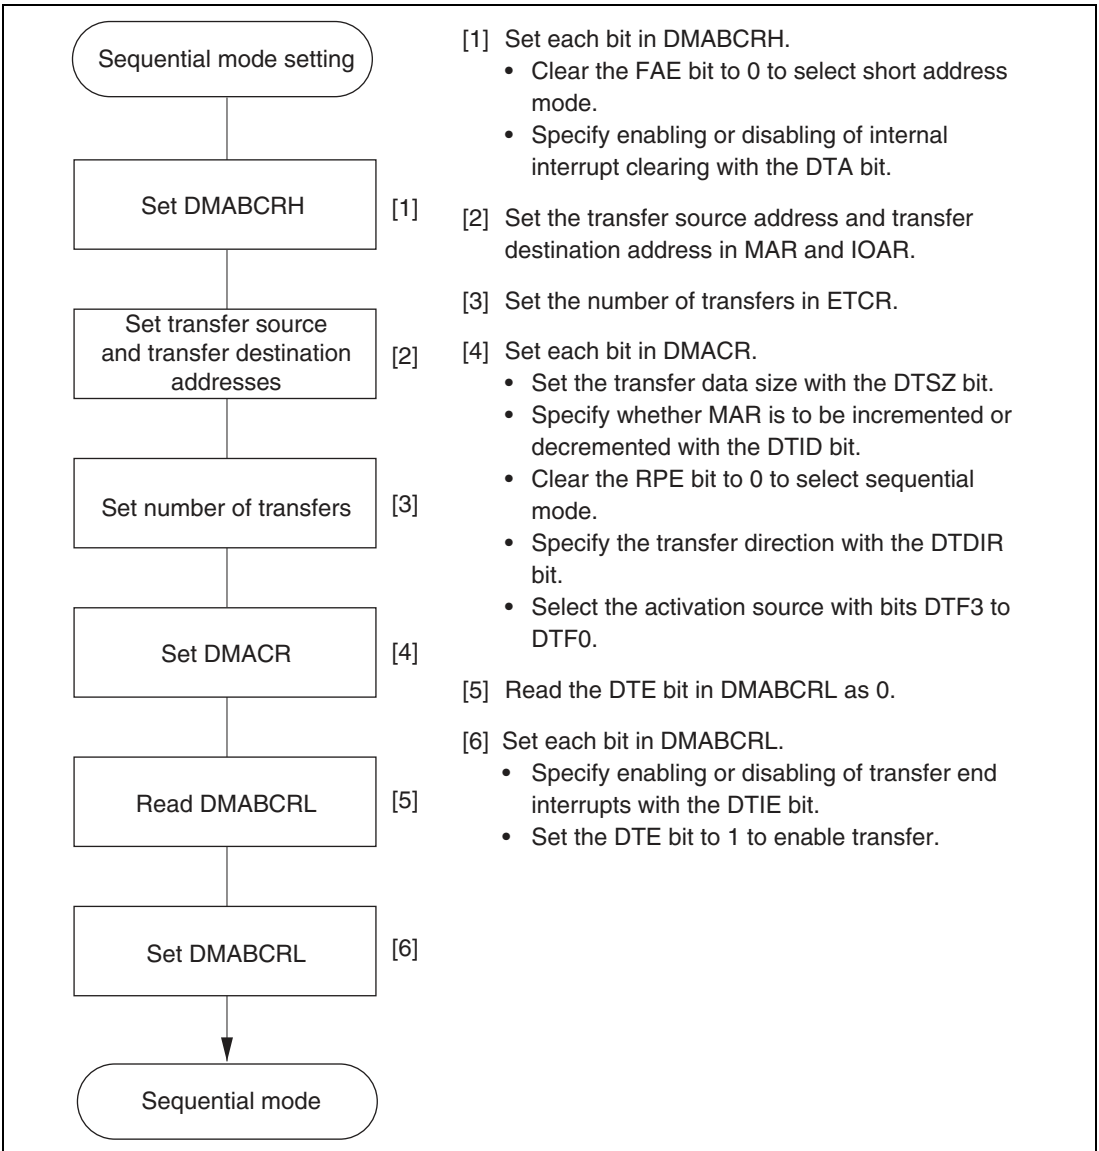 Sequential mode setting
Set DMABCRH
[1]
Set transfer source
and transfer destination
addresses
[2]
Set number of transfers
[3]
Set DMACR
[4]
Read DMABCRL
[5]
Set DMABCRL
[6]
Sequential mode
[1] Set each bit in DMABCRH.
• Clear the FAE bit to 0 to select short address
mode.
• Specify enabling or disabling of internal
interrupt clearing with the DTA bit.
[2] Set the transfer source address and transfer
destination address in MAR and IOAR.
[3] Set the number of transfers in ETCR.
[4] Set each bit in DMACR.
• Set the transfer data size with the DTSZ bit.
• Specify whether MAR is to be incremented or
decremented with the DTID bit.
• Clear the RPE bit to 0 to select sequential
mode.
• Specify the transfer direction with the DTDIR
bit.
• Select the activation source with bits DTF3 to
DTF0.
[5] Read the DTE bit in DMABCRL as 0.
[6] Set each bit in DMABCRL.
• Specify enabling or disabling of transfer end
interrupts with the DTIE bit.
• Set the DTE bit to 1 to enable transfer.